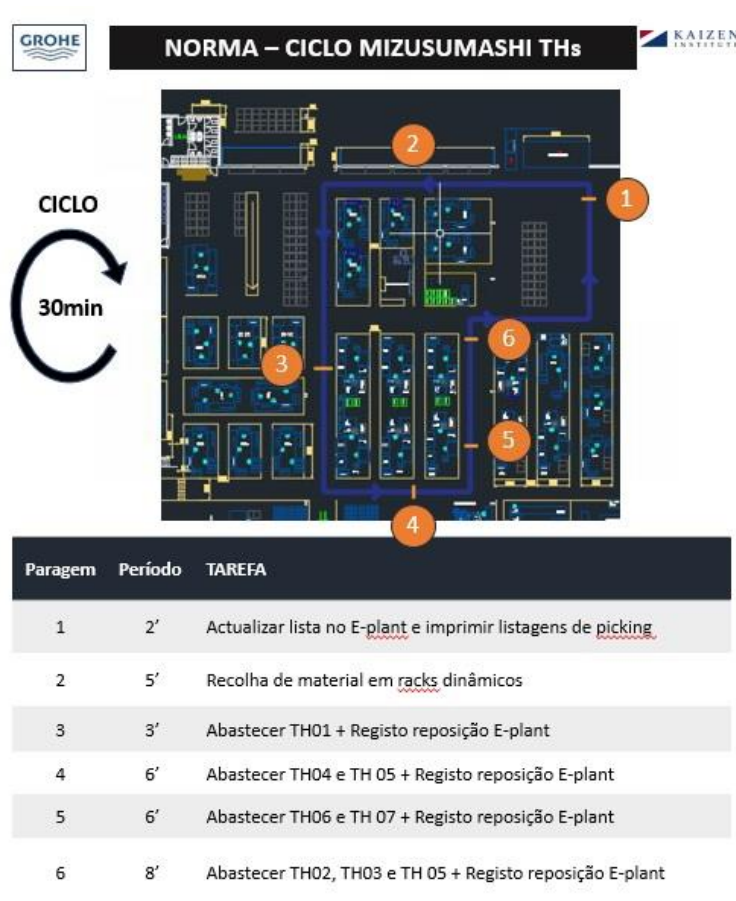 GROHE
NORMA – CICLO MIZUSUMASHI THs
KAIZEN
INSTITUTE
CICLO
30min
1
2
3
4
5
6
Paragem Período TAREFA
1 2’ Actualizar lista no E-plant e imprimir listagens de picking
2 5’ Recolha de material em racks dinâmicos
3 3’ Abastecer TH01 + Registo reposição E-plant
4 6’ Abastecer TH04 e TH 05 + Registo reposição E-plant
5 6’ Abastecer TH06 e TH 07 + Registo reposição E-plant
6 8’ Abastecer TH02, TH03 e TH 05 + Registo reposição E-plant